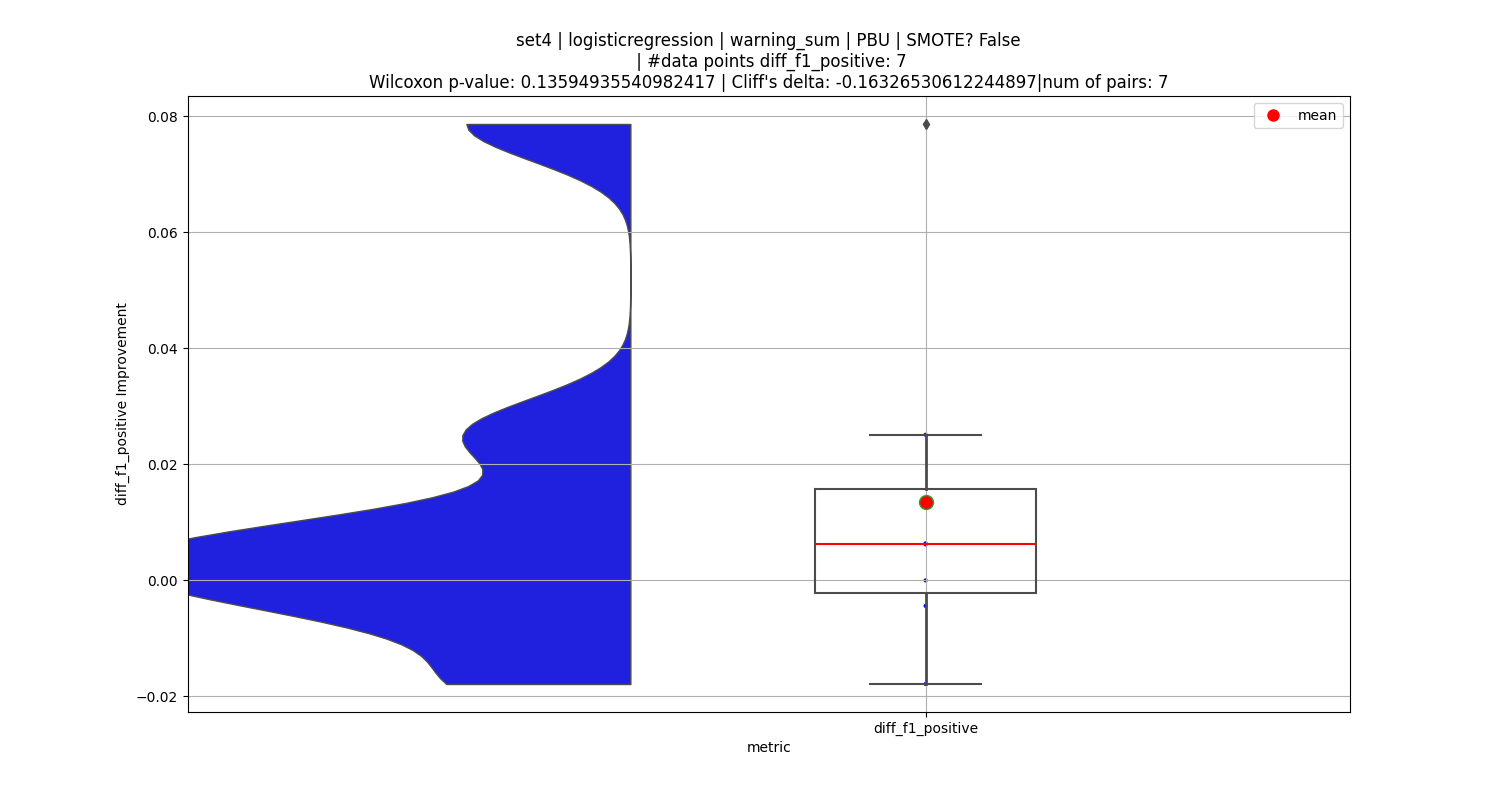 set4 | logisticregression | warning_sum | PBU | SMOTE? False
| #data points diff_f1_positive: 7
Wilcoxon p-value: 0.13594935540982417 | Cliff's delta: -0.16326530612244897|num of pairs: 7
mean
0.08
0.06
0.04
0.02
0.00
−0.02
diff_f1_positive Improvement
diff_f1_positive
metric